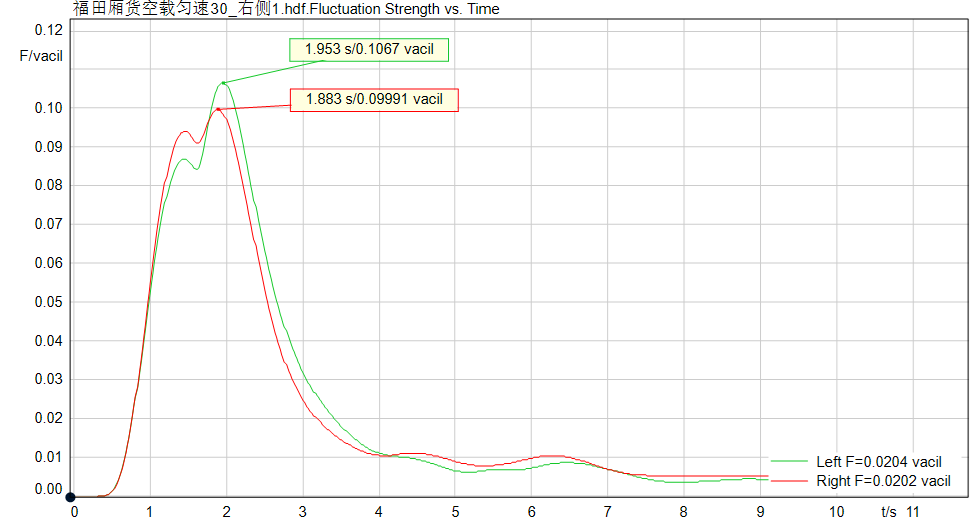 福田厢货空载匀速30_右侧1.hdf.Fluctuation Strength vs. Time
0.12
F/vacil
0.10
0.09
0.08
0.07
0.06
0.05
0.04
0.03
0.02
0.01
0.00
1.953 s/0.1067 vacil
1.883 s/0.09991 vacil
Left F=0.0204 vacil
Right F=0.0202 vacil
0 1 2 3 4 5 6 7 8 9 10 t/s 11